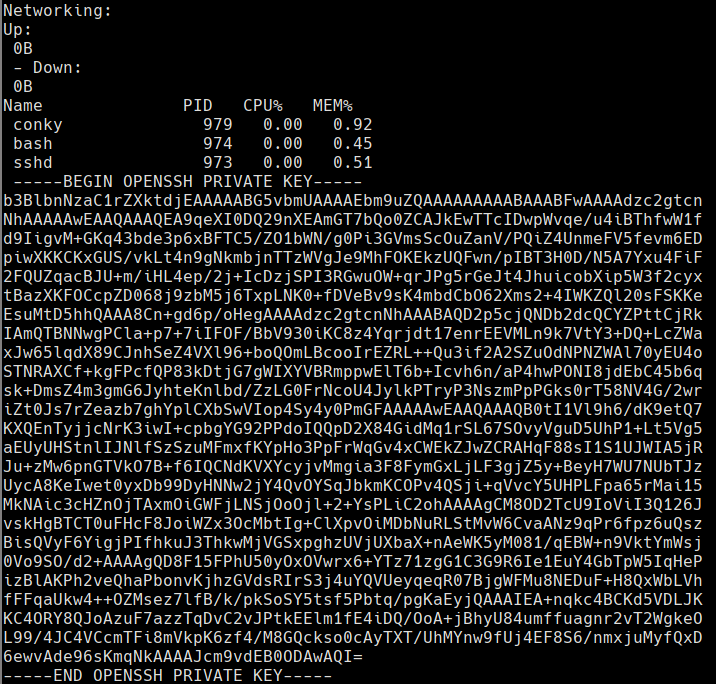 Networking:
Up:
0B
- Down:
0B
Name PID CPU% MEM%
conky 979 0.00 0.92
bash 974 0.00 0.45
sshd 973 0.00 0.51
-----BEGIN OPENSSH PRIVATE KEY-----
b3BlbnNzaC1rZXktdjEAAAAABG5vbmUAAAAEbm9uZQAAAAAAAAABAAABFwAAAAdzc2gtcn
NhAAAAAwEAAQAAAQEA9qeXI0DQ29nXEAmGT7bQo0ZCAJkEwTTcIDwpWvqe/u4iBThfwW1f
d9IigvM+GKq43bde3p6xBFTC5/ZO1bWN/g0Pi3GVmsScOuZanV/PQiZ4UnmeFV5fevm6ED
piwXKKCKxGUS/vkLt4n9gNkmbjnTTzWVgJe9MhFOKEkzUQFwn/pIBT3H0D/N5A7Yxu4FiF
2FQUZqacBJU+m/iHL4ep/2j+IcDzjSPI3RGwuOW+qrJPg5rGeJt4JhuicobXip5W3f2cyx
tBazXKFOCcpZD068j9zbM5j6TxpLNK0+fDVeBv9sK4mbdCbO62Xms2+4IWKZQl20sFSKKe
EsuMtD5hhQAAA8Cn+gd6p/oHegAAAAdzc2gtcnNhAAABAQD2p5cjQNDb2dcQCYZPttCjRk
IAmQTBNNwgPCla+p7+7iIFOF/BbV930iKC8z4Yqrjdt17enrEEVMLn9k7VtY3+DQ+LcZWa
xJw65lqdX89CJnhSeZ4VXl96+boQOmLBcooIrEZRL++Qu3if2A2SZuOdNPNZWAl70yEU4o
STNRAXCf+kgFPcfQP83kDtjG7gWIXYVBRmppwElT6b+Icvh6n/aP4hwPONI8jdEbC45b6q
sk+DmsZ4m3gmG6JyhteKnlbd/ZzLG0FrNcoU4JylkPTryP3NszmPpPGks0rT58NV4G/2wr
iZt0Js7rZeazb7ghYplCXbSwVIop4Sy4y0PmGFAAAAAwEAAQAAAQB0tI1Vl9h6/dK9etQ7
KXQEnTyjjcNrK3iwI+cpbgYG92PPdoIQQpD2X84GidMq1rSL67SOvyVguD5UhP1+Lt5Vg5
aEUyUHStnlIJNlfSzSzuMFmxfKYpHo3PpFrWqGv4xCWEkZJwZCRAHqF88sI1S1UJWIA5jR
Ju+zMw6pnGTVkO7B+f6IQCNdKVXYcyjvMmgia3F8FymGxLjLF3gjZ5y+BeyH7WU7NUbTJz
UycA8KeIwet0yxDb99DyHNNw2jY4QvOYSqJbkmKCOPv4QSji+qVvcY5UHPLFpa65rMai15
MkNAic3cHZnOjTAxmOiGWFjLNSjOoOjl+2+YsPLiC2ohAAAAgCM8OD2TcU9IoViI3Q126J
vskHgBTCT0uFHcF8JoiWZx3OcMbtIg+ClXpvOiMDbNuRLStMvW6CvaANz9qPr6fpz6uQsz
BisQVyF6YigjPIfhkuJ3ThkwMjVGSxpghzUVjUXbaX+nAeWK5yM081/qEBW+n9VktYmWsj
0Vo9SO/d2+AAAAgQD8F15FPhU50yOxOVwrx6+YTz71zgG1C3G9R6Ie1EuY4GbTpW5IqHeP
izBlAKPh2veQhaPbonvKjhzGVdsRIrS3j4uYQVUeyqeqR07BjgWFMu8NEDuF+H8QxWbLVh
fFFqaUkw4++OZMsez7lfB/k/pkSoSY5tsf5Pbtq/pgKaEyjQAAAIEA+nqkc4BCKd5VDLJK
KC4ORY8QJoAzuF7azzTqDvC2vJPtkEElm1fE4iDQ/OoA+jBhyU84umffuagnr2vT2WgkeO
L99/4JC4VCcmTFi8mVkpK6zf4/M8GQckso0cAyTXT/UhMYnw9fUj4EF8S6/nmxjuMyfQxD
6ewvAde96sKmqNkAAAAJcm9vdEB0ODAwAQI=
-----END OPENSSH PRIVATE KEY-----